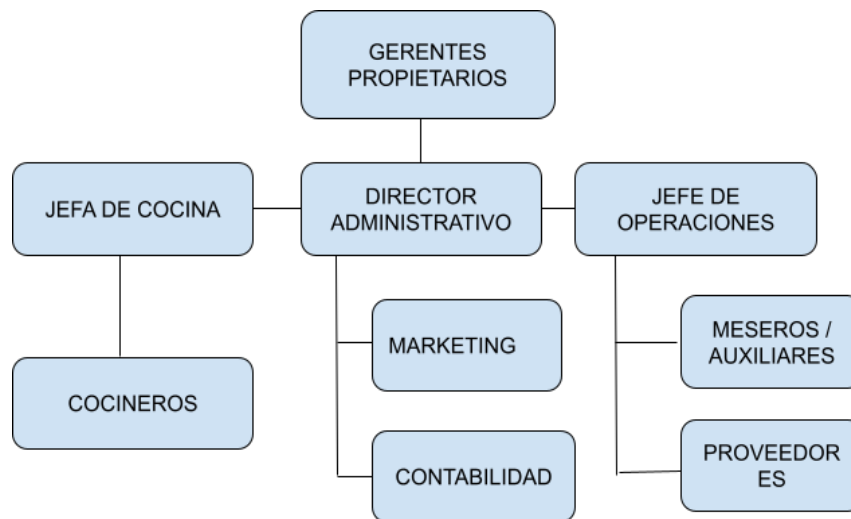 GERENTES
PROPIETARIOS
JEFA DE COCINA
DIRECTOR
ADMINISTRATIVO
JEFE DE
OPERACIONES
MARKETING
MESEROS /
AUXILIARES
COCINEROS
CONTABILIDAD
PROVEEDOR
ES